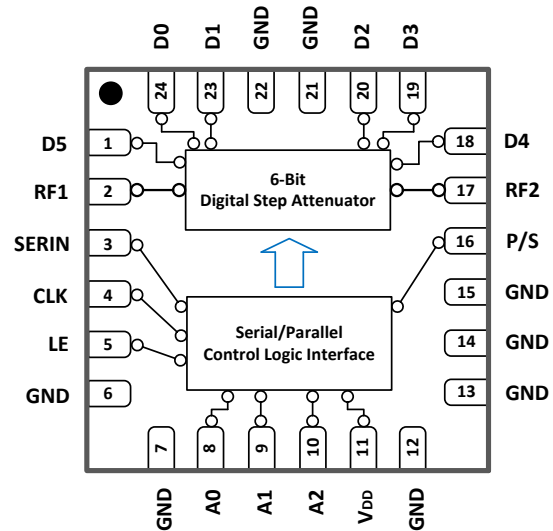 D0 D1 GND GND D2 D3
24 23 22 21 20 19
D5 1 18 D4
6-Bit
Digital Step Attenuator
RF1 2 17 RF2
SERIN 3 16 P/S
CLK 4 15 GND
Serial/Parallel
Control Logic Interface
LE 5 14 GND
GND 6 13 GND
7 8 9 10 11 12
GND A0 A1 A2 VDD GND